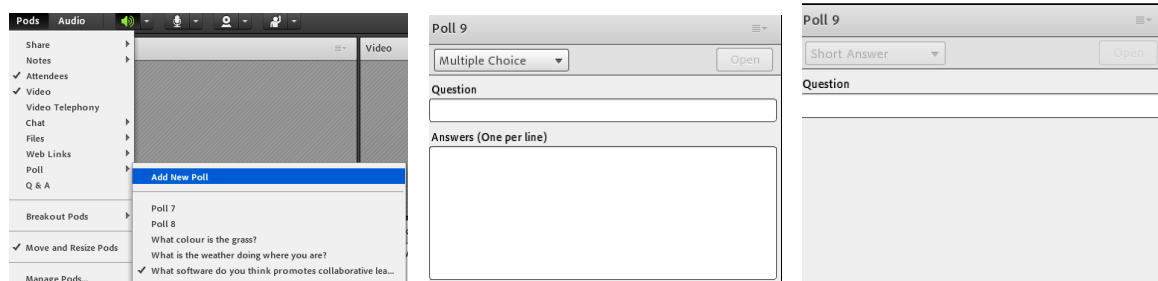 Pods Audio
Video
Share
Notes
✓ Attendees
✓ Video
Video Telephony
Chat
Files
Web Links
Poll
Q & A
Breakout Pods
✓ Move and Resize Pods
Manage Pods...
Add New Poll
Poll 7
Poll 8
What colour is the grass?
What is the weather doing where you are?
✓ What software do you think promotes collaborative lea...
Poll 9
Multiple Choice
Open
Question
Answers (One per line)
Poll 9
Short Answer
Open
Question